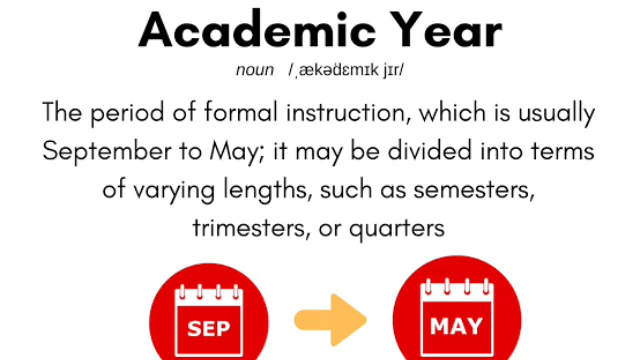 Academic Year
noun /ˌækəˈdɛmɪk jɪr/
The period of formal instruction, which is usually
September to May; it may be divided into terms
of varying lengths, such as semesters,
trimesters, or quarters
SEP
MAY